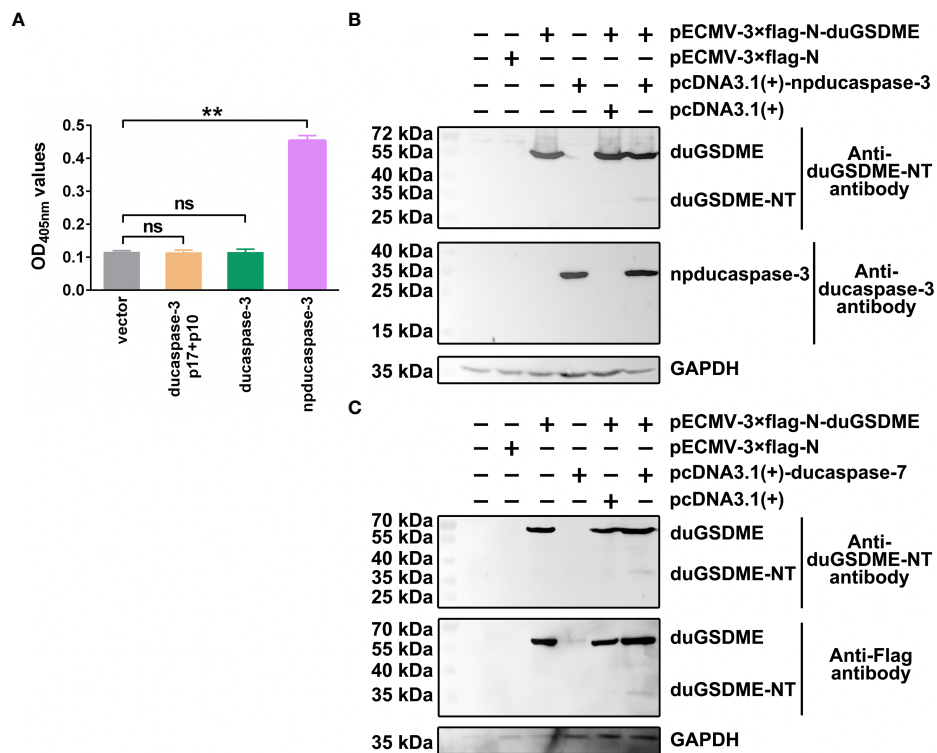 A
**
ns
ns
OD405nm values
0.5
0.4
0.3
0.2
0.1
0.0
vector
ducaspase-3
p17+p10
ducaspase-3
npducaspase-3
B
– – + – + + pECMV-3×flag-N-duGSDME
– + – – – – pECMV-3×flag-N
– – – + – + pcDNA3.1(+)-npducaspase-3
– – – – + – pcDNA3.1(+)
72 kDa
55 kDa
40 kDa
35 kDa
25 kDa
duGSDME
duGSDME-NT
Anti-
duGSDME-NT
antibody
40 kDa
35 kDa
25 kDa
15 kDa
npducaspase-3
Anti-
ducaspase-3
antibody
35 kDa
GAPDH
C
– – + – + + pECMV-3×flag-N-duGSDME
– + – – – – pECMV-3×flag-N
– – – + – + pcDNA3.1(+)-ducaspase-7
– – – – + – pcDNA3.1(+)
70 kDa
55 kDa
40 kDa
35 kDa
25 kDa
duGSDME
duGSDME-NT
Anti-
duGSDME-NT
antibody
70 kDa
55 kDa
40 kDa
35 kDa
duGSDME
duGSDME-NT
Anti-Flag
antibody
35 kDa
GAPDH